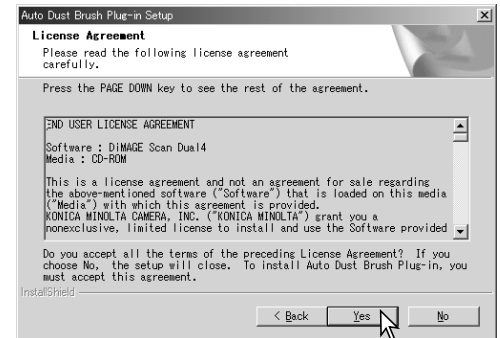 Auto Dust Brush Plug-in Setup
License Agreement
Please read the following license agreement
carefully.
Press the PAGE DOWN key to see the rest of the agreement.
END USER LICENSE AGREEMENT
Software : DiMAGE Scan Dual4
Media : CD-ROM
This is a license agreement and not an agreement for sale regarding
the above-mentioned software ("Software") that is loaded on this media
("Media") with which this agreement is provided.
KONICA MINOLTA CAMERA, INC. ("KONICA MINOLTA") grant you a
nonexclusive, limited license to install and use the Software provided
Do you accept all the terms of the preceding License Agreement?  If you
choose No,  the setup will close.  To install Auto Dust Brush Plug-in, you
must accept this agreement.
InstallShield
< Back
Yes
No